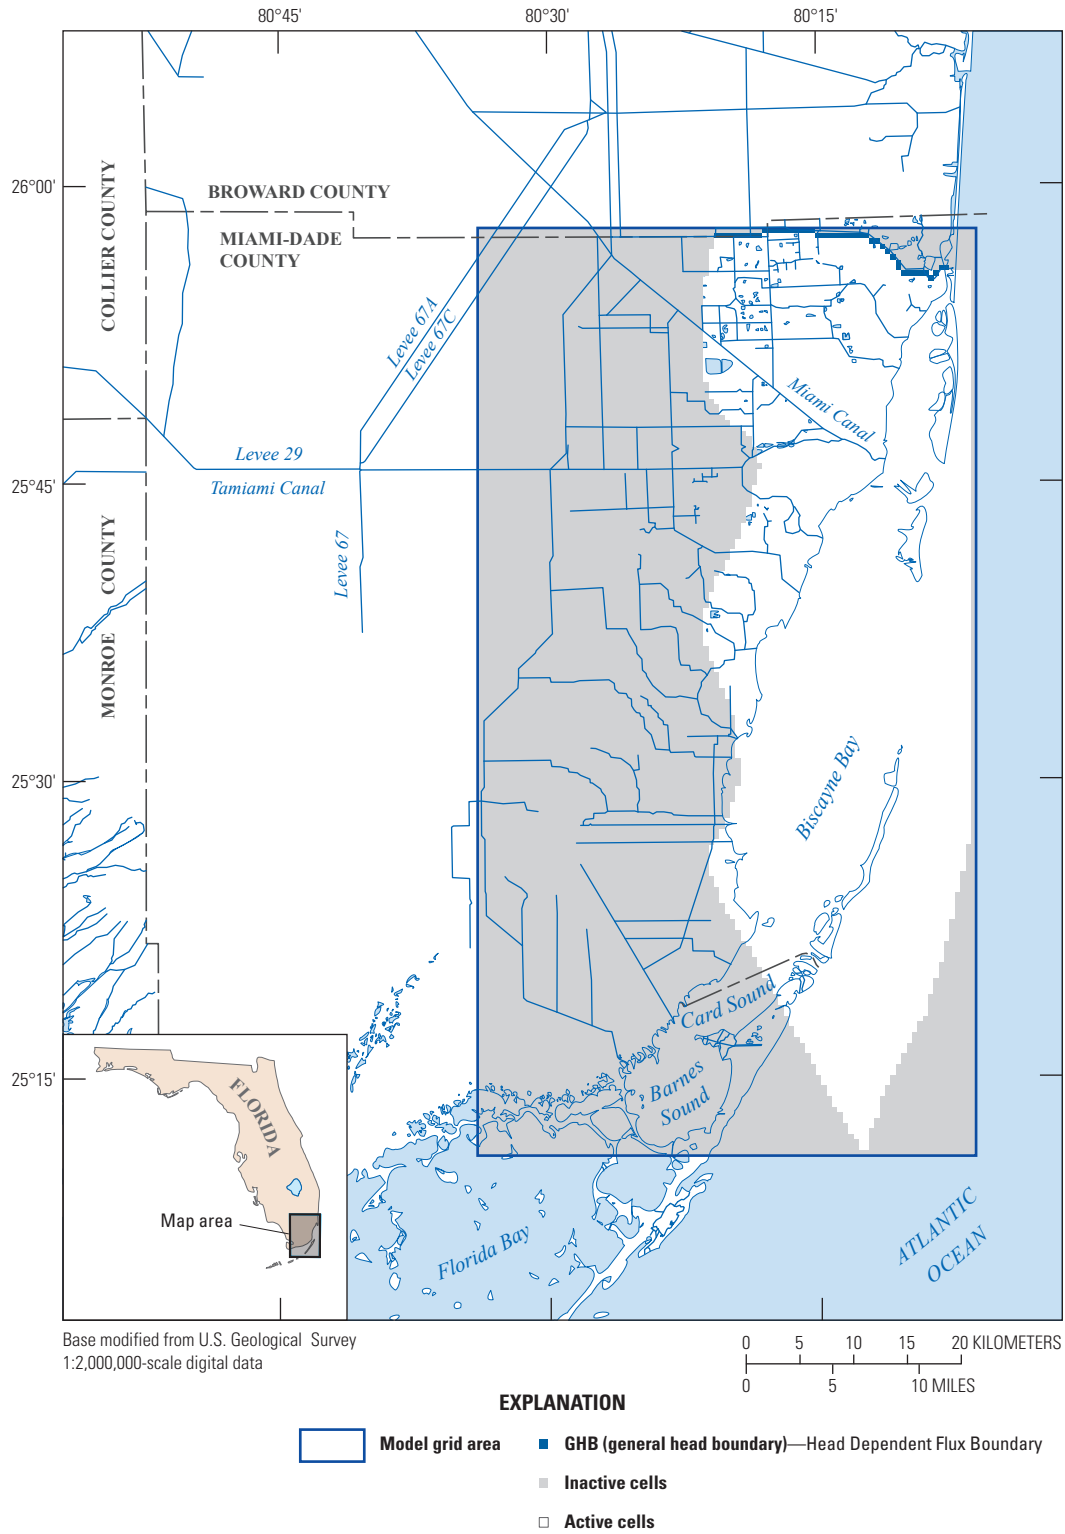 80°45'
80°30'
80°15'
26°00'
25°45'
25°30'
25°15'
COLLIER COUNTY
BROWARD COUNTY
MIAMI-DADE
COUNTY
Levee 67A
Levee 67C
Miami Canal
Levee 29
Tamiami Canal
Levee 67
MONROE COUNTY
Biscayne Bay
Card Sound
Barnes
Sound
FLORIDA
Map area
Florida Bay
ATLANTIC
OCEAN
Base modified from U.S. Geological Survey
1:2,000,000-scale digital data
0 5 10 15 20 KILOMETERS
0 5 10 MILES
EXPLANATION
Model grid area
GHB (general head boundary)—Head Dependent Flux Boundary
Inactive cells
Active cells